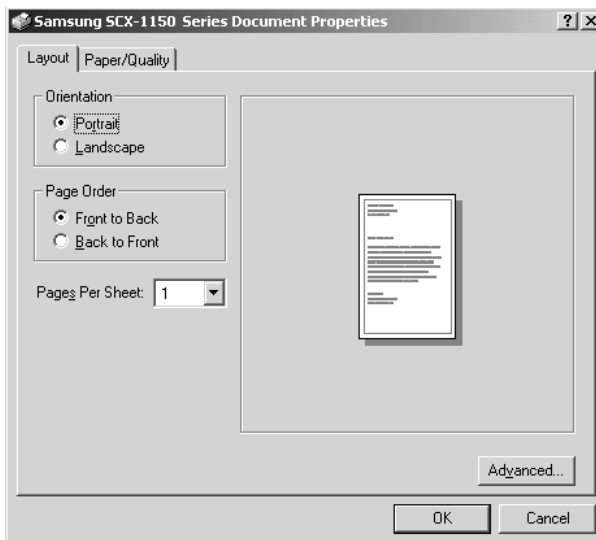 Samsung SCX-1150 Series Document Properties
Layout Paper/Quality
Orientation
Portrait
Landscape
Page Order
Front to Back
Back to Front
Pages Per Sheet: 1
Advanced...
OK Cancel